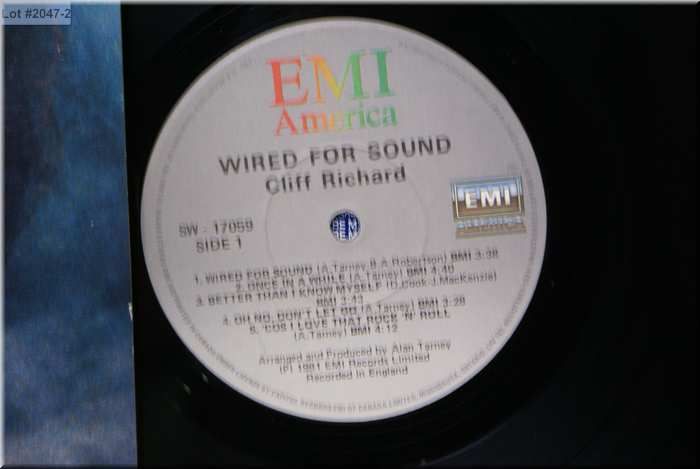 Lot #2047-2
EMI
America
WIRED FOR SOUND
Cliff Richard
EMI
AMERICA
SW - 17059
SIDE 1
1. WIRED FOR SOUND (A.Tarney-B.A.Robertson) BMI 3:38
2. ONCE IN A WHILE (A.Tarney) BMI 4:40
3. BETTER THAN I KNOW MYSELF (D.Cook-J.MacKenzie)
BMI 3:43
4. OH NO, DON'T LET GO (A.Tarney) BMI 3:28
5. 'COS I LOVE THAT ROCK 'N' ROLL
(A.Tarney) BMI 4:12
Arranged and Produced by Alan Tarney
(P) 1981 EMI Records Limited
Recorded in England